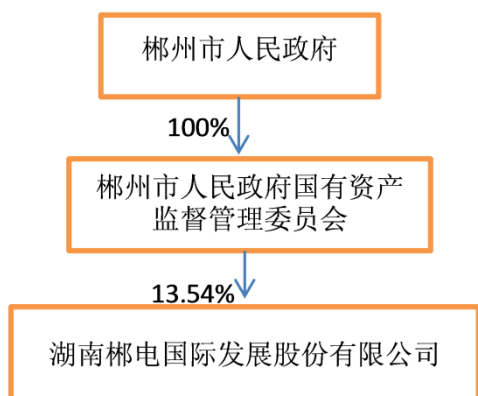 郴州市人民政府
100%
郴州市人民政府国有资产
监督管理委员会
13.54%
湖南郴电国际发展股份有限公司